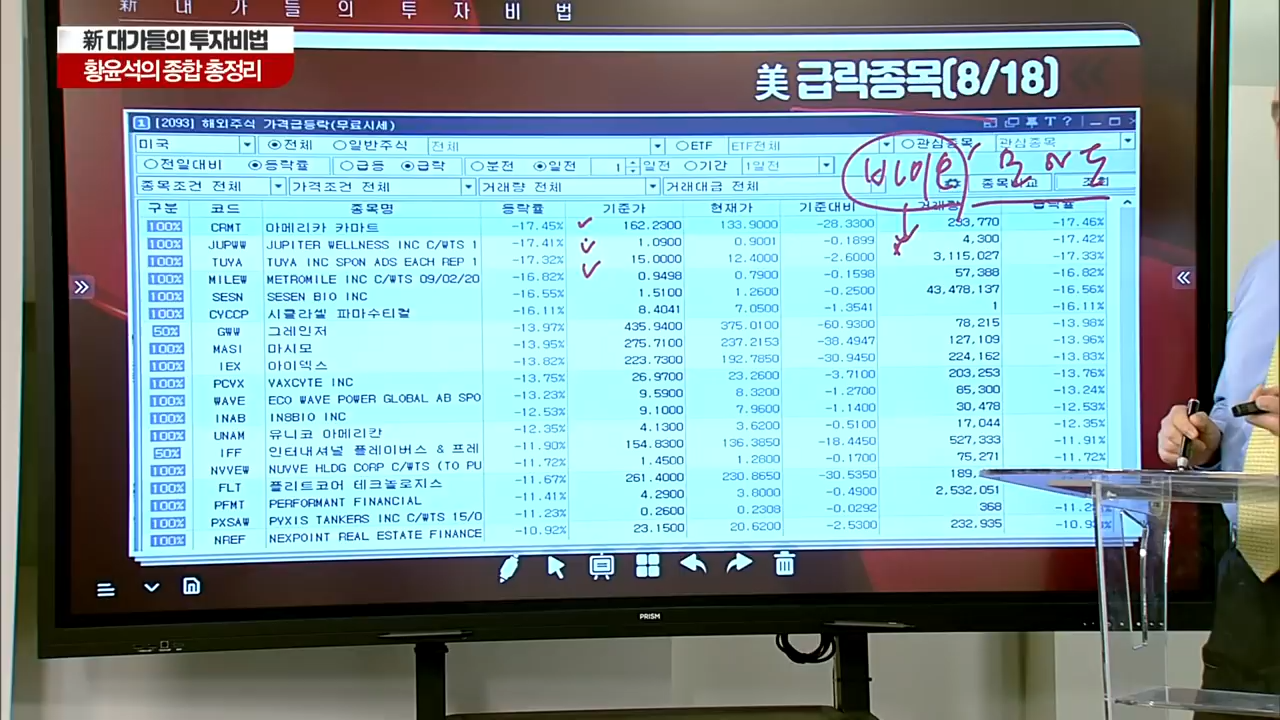 新 대 가 들 의 투 자 비 법
新 대가들의 투자비법
황윤석의 종합 총정리
美 급락종목(8/18)
1 [2093] 해외주식 가격급등락(무료시세)
미국 전체 일반주식 전체 ETF ETF전체 관심종목 관심종목
전일대비 등락률 급등 급락 분전 일전 1 일전 기간 1일전
종목조건 전체 가격조건 전체 거래량 전체 거래대금 전체 조회
바이오
구분 코드 종목명 등락률 기준가 현재가 기준대비 거래량 급락률
100% CRMT 아메리카 카마트 -17.45% 162.2300 133.9000 -28.3300 233,770 -17.46%
100% JUPWW JUPITER WELLNESS INC C/WTS 1 -17.41% 1.0900 0.9001 -0.1899 4,300 -17.42%
100% TUYA TUYA INC SPON ADS EACH REP 1 -17.32% 15.0000 12.4000 -2.6000 3,115,027 -17.33%
100% MILEW METROMILE INC C/WTS 09/02/20 -16.82% 0.9498 0.7900 -0.1598 57,388 -16.82%
100% SESN SESEN BIO INC -16.55% 1.5100 1.2600 -0.2500 43,478,137 -16.56%
100% CYCCP 시클라셀 파마수티컬 -16.11% 8.4041 7.0500 -1.3541 1 -16.11%
50% GWW 그레인저 -13.97% 435.9400 375.0100 -60.9300 78,215 -13.98%
100% MASI 마시모 -13.95% 275.7100 237.2153 -38.4947 127,109 -13.96%
100% IEX 아이덱스 -13.82% 223.7300 192.7850 -30.9450 224,162 -13.83%
100% PCVX VAXCYTE INC -13.75% 26.9700 23.2600 -3.7100 203,253 -13.76%
100% WAVE ECO WAVE POWER GLOBAL AB SPO -13.23% 9.5900 8.3200 -1.2700 85,300 -13.24%
100% INAB IN8BIO INC -12.53% 9.1000 7.9600 -1.1400 30,478 -12.53%
100% UNAM 유니코 아메리칸 -12.35% 4.1300 3.6200 -0.5100 17,044 -12.35%
50% IFF 인터내셔널 플레이버스 & 프레 -11.90% 154.8300 136.3850 -18.4450 527,333 -11.91%
100% NVVEW NUVVE HLDG CORP C/WTS (TO PU -11.72% 1.4500 1.2800 -0.1700 75,271 -11.72%
100% FLT 플리트코어 테크놀로지스 -11.67% 261.4000 230.8650 -30.5350 189,
100% PFMT PERFORMANT FINANCIAL -11.41% 4.2900 3.8000 -0.4900 2,532,051
100% PXSAW PYXIS TANKERS INC C/WTS 15/0 -11.23% 0.2600 0.2308 -0.0292 368
100% NREF NEXPOINT REAL ESTATE FINANCE -10.92% 23.1500 20.6200 -2.5300 232,935
PRISM